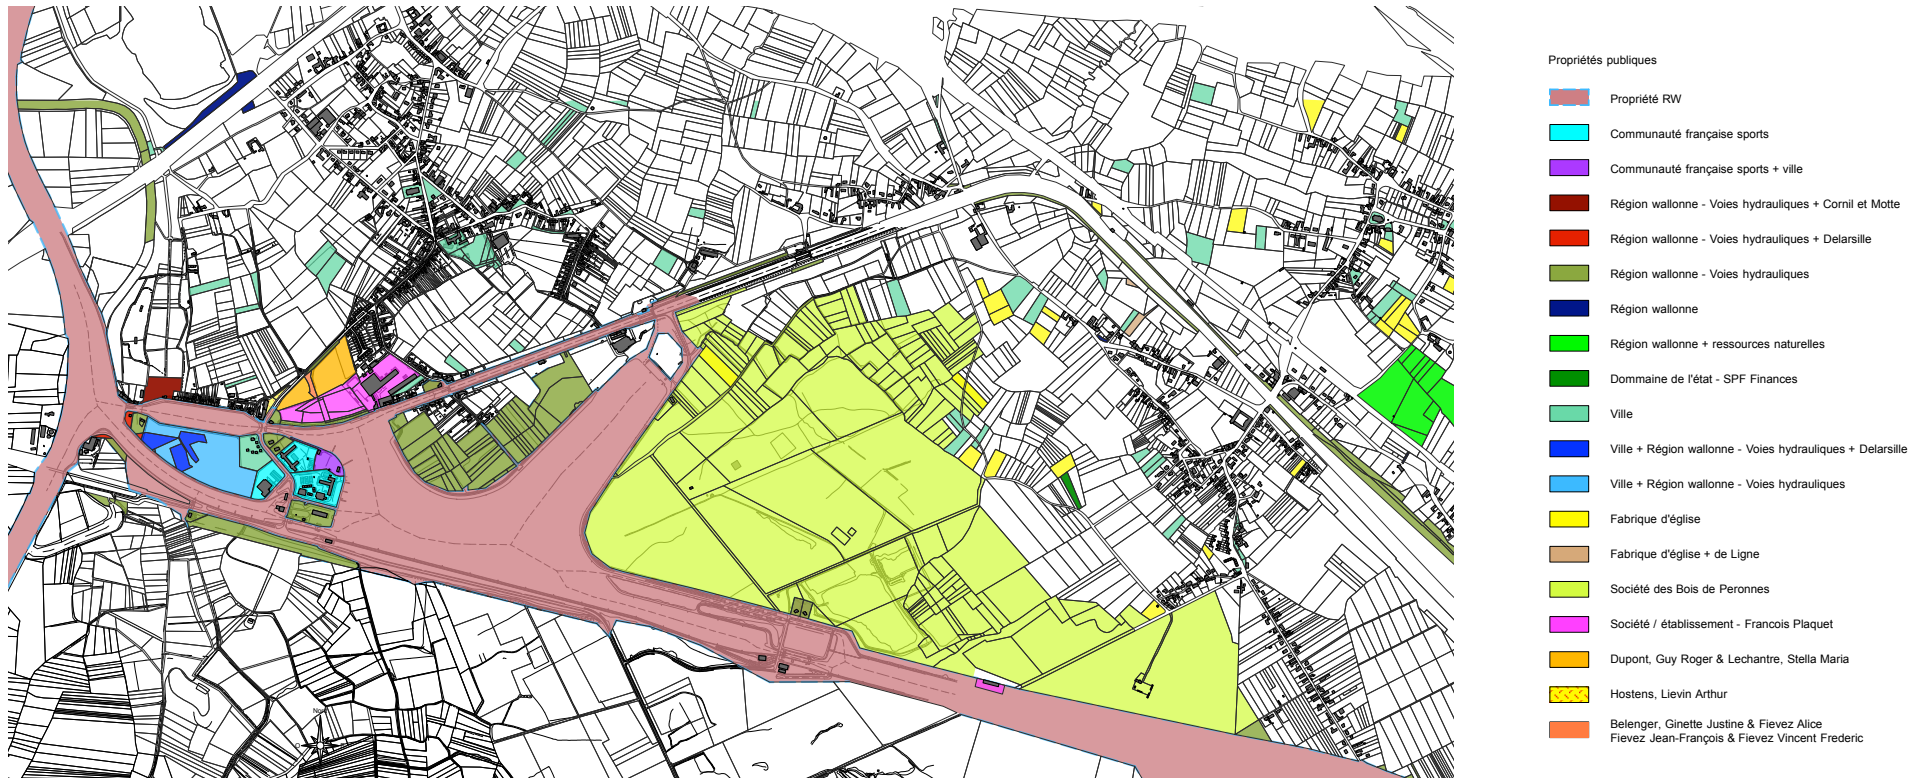 Propriétés publiques
Propriété RW
Communauté française sports
Communauté française sports + ville
Région wallonne - Voies hydrauliques + Cornil et Motte
Région wallonne - Voies hydrauliques + Delarsille
Région wallonne - Voies hydrauliques
Région wallonne
Région wallonne + ressources naturelles
Dommaine de l'état - SPF Finances
Ville
Ville + Région wallonne - Voies hydrauliques + Delarsille
Ville + Région wallonne - Voies hydrauliques
Fabrique d'église
Fabrique d'église + de Ligne
Société des Bois de Peronnes
Société / établissement - Francois Plaquet
Dupont, Guy Roger & Lechantre, Stella Maria
Hostens, Lievin Arthur
Belenger, Ginette Justine & Fievez Alice
Fievez Jean-François & Fievez Vincent Frederic